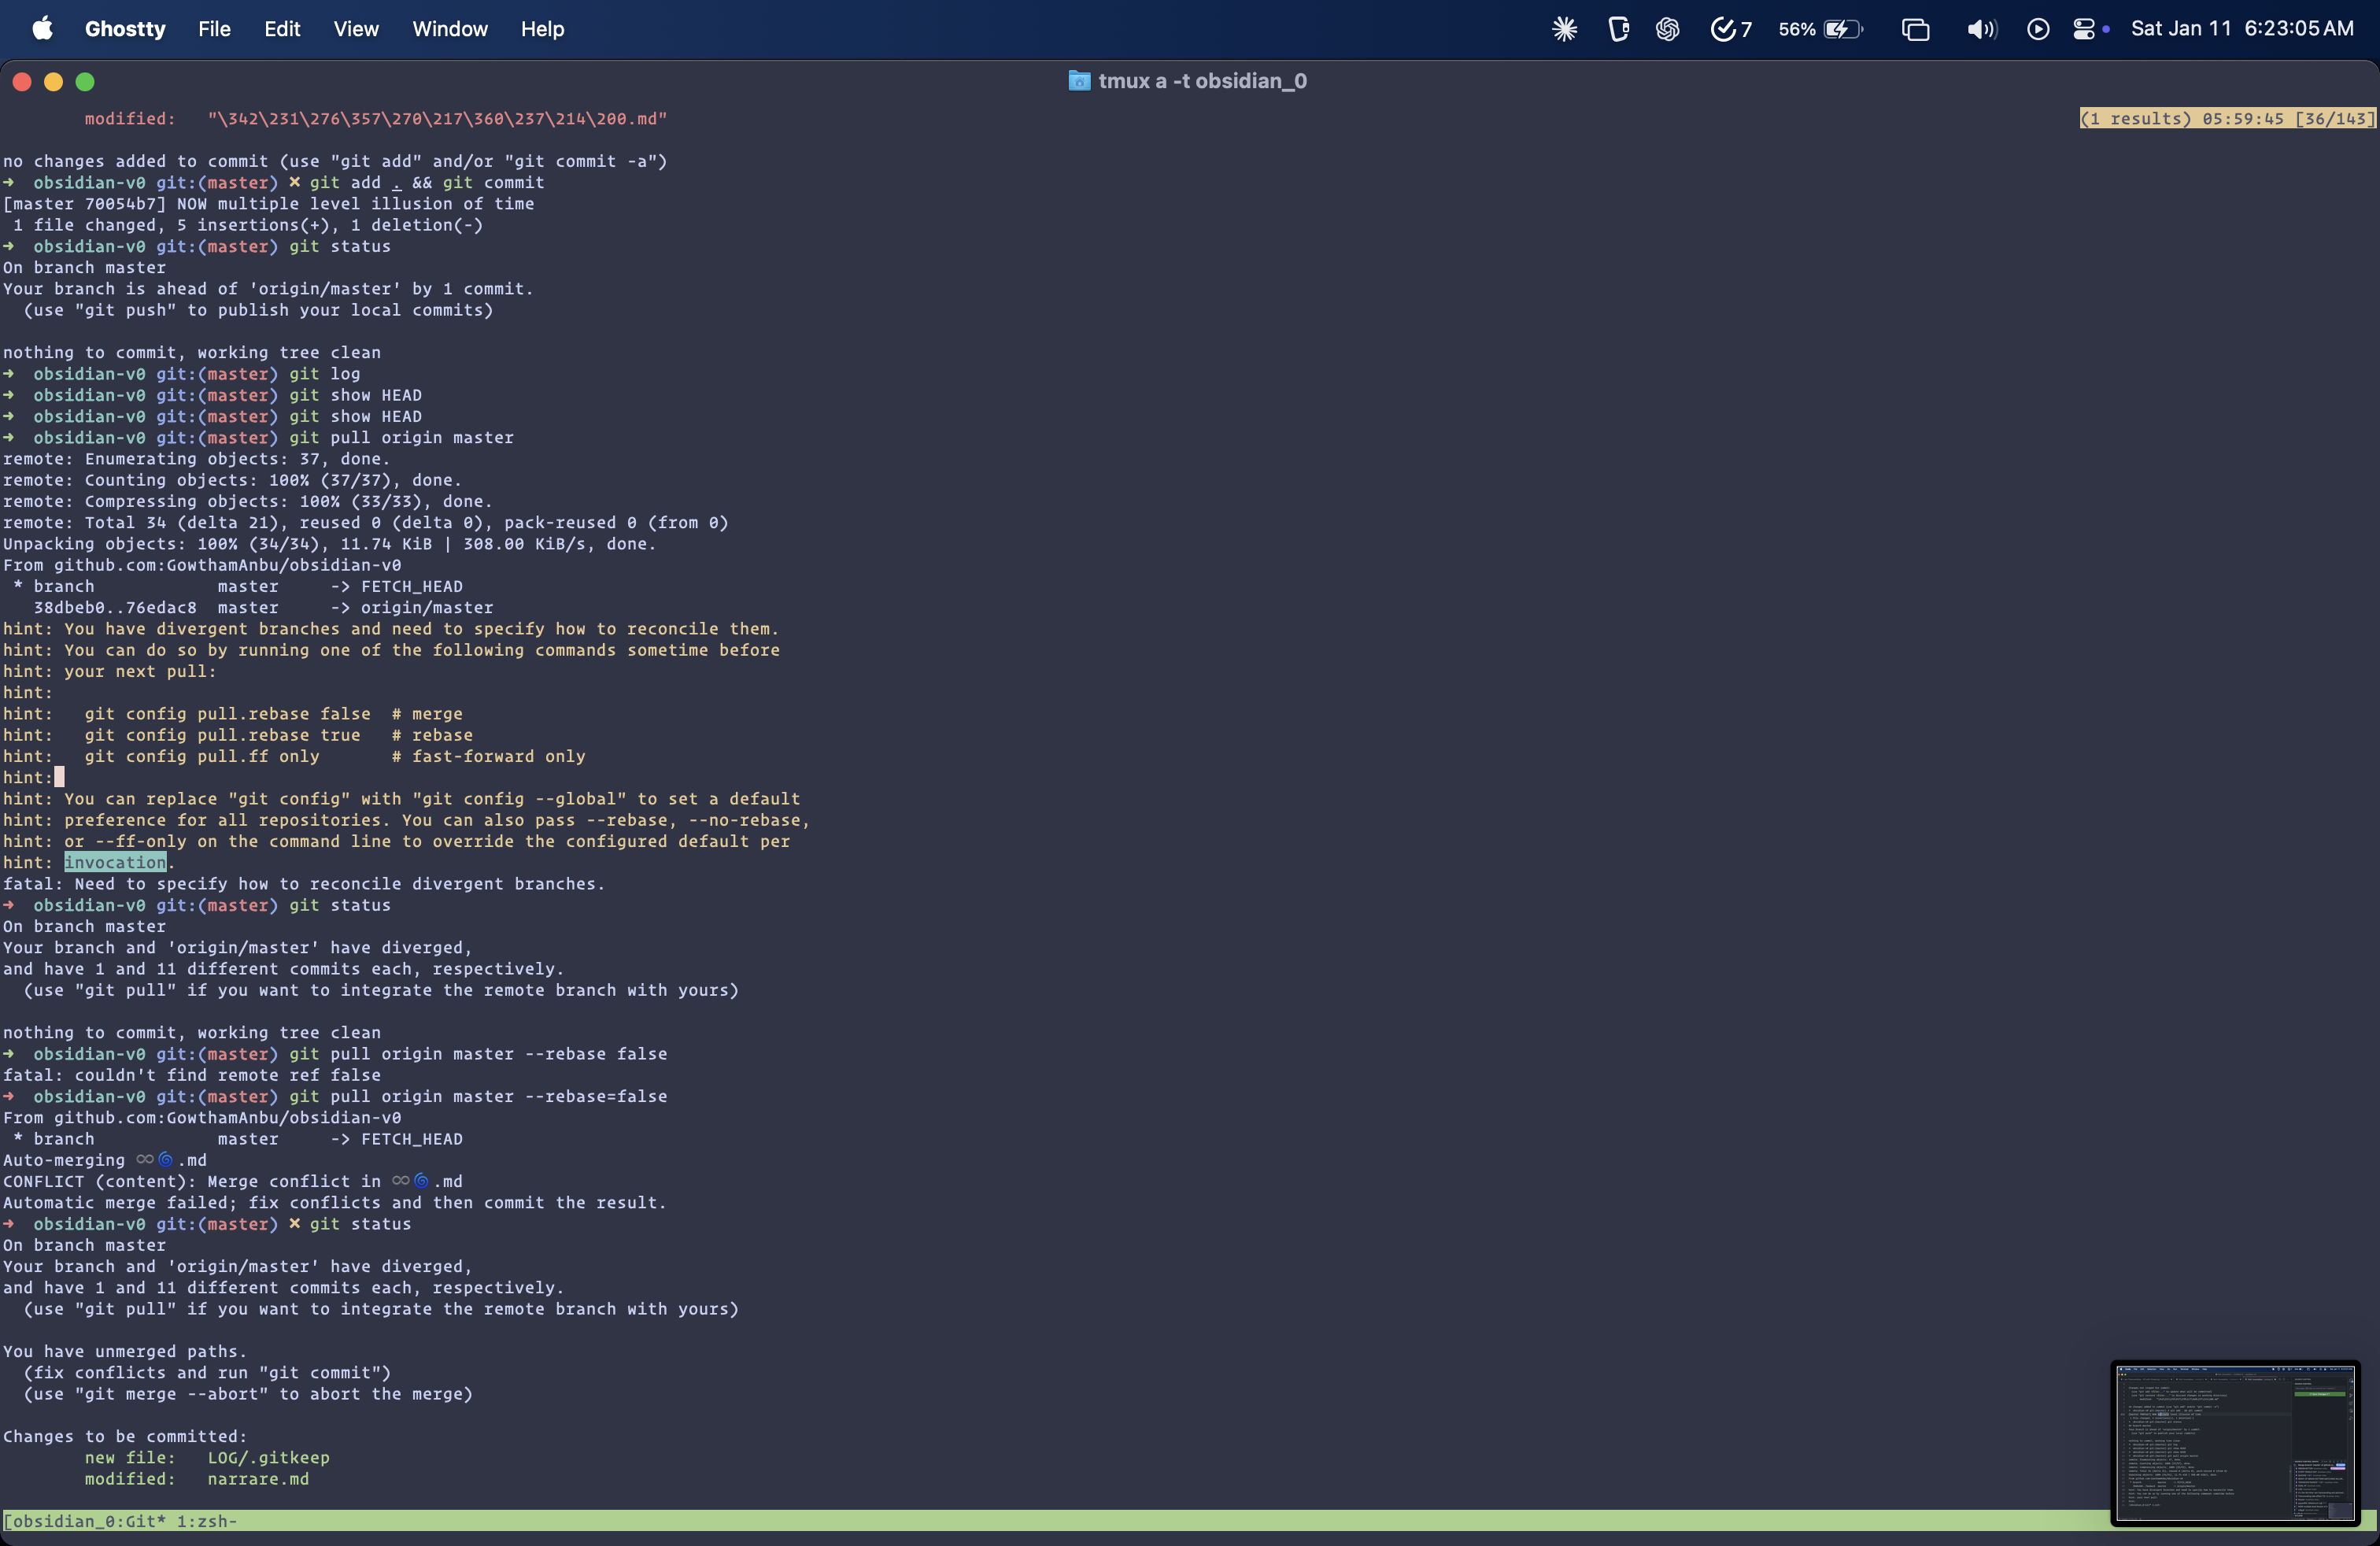 Ghostty File Edit View Window Help 7 56% Sat Jan 11 6:23:05 AM
tmux a -t obsidian_0
modified:   "\342\231\276\357\270\217\360\237\214\200.md"
(1 results) 05:59:45 [36/143]
no changes added to commit (use "git add" and/or "git commit -a")
➜  obsidian-v0 git:(master) ✗ git add . && git commit
[master 70054b7] NOW multiple level illusion of time
 1 file changed, 5 insertions(+), 1 deletion(-)
➜  obsidian-v0 git:(master) git status
On branch master
Your branch is ahead of 'origin/master' by 1 commit.
  (use "git push" to publish your local commits)
nothing to commit, working tree clean
➜  obsidian-v0 git:(master) git log
➜  obsidian-v0 git:(master) git show HEAD
➜  obsidian-v0 git:(master) git show HEAD
➜  obsidian-v0 git:(master) git pull origin master
remote: Enumerating objects: 37, done.
remote: Counting objects: 100% (37/37), done.
remote: Compressing objects: 100% (33/33), done.
remote: Total 34 (delta 21), reused 0 (delta 0), pack-reused 0 (from 0)
Unpacking objects: 100% (34/34), 11.74 KiB | 308.00 KiB/s, done.
From github.com:GowthamAnbu/obsidian-v0
 * branch            master     -> FETCH_HEAD
   38dbeb0..76edac8  master     -> origin/master
hint: You have divergent branches and need to specify how to reconcile them.
hint: You can do so by running one of the following commands sometime before
hint: your next pull:
hint:
hint:   git config pull.rebase false  # merge
hint:   git config pull.rebase true   # rebase
hint:   git config pull.ff only       # fast-forward only
hint:
hint: You can replace "git config" with "git config --global" to set a default
hint: preference for all repositories. You can also pass --rebase, --no-rebase,
hint: or --ff-only on the command line to override the configured default per
hint: invocation.
fatal: Need to specify how to reconcile divergent branches.
➜  obsidian-v0 git:(master) git status
On branch master
Your branch and 'origin/master' have diverged,
and have 1 and 11 different commits each, respectively.
  (use "git pull" if you want to integrate the remote branch with yours)
nothing to commit, working tree clean
➜  obsidian-v0 git:(master) git pull origin master --rebase false
fatal: couldn't find remote ref false
➜  obsidian-v0 git:(master) git pull origin master --rebase=false
From github.com:GowthamAnbu/obsidian-v0
 * branch            master     -> FETCH_HEAD
Auto-merging ♾️🌀.md
CONFLICT (content): Merge conflict in ♾️🌀.md
Automatic merge failed; fix conflicts and then commit the result.
➜  obsidian-v0 git:(master) ✗ git status
On branch master
Your branch and 'origin/master' have diverged,
and have 1 and 11 different commits each, respectively.
  (use "git pull" if you want to integrate the remote branch with yours)
You have unmerged paths.
  (fix conflicts and run "git commit")
  (use "git merge --abort" to abort the merge)
Changes to be committed:
new file:   LOG/.gitkeep
modified:   narrare.md
[obsidian_0:Git* 1:zsh-